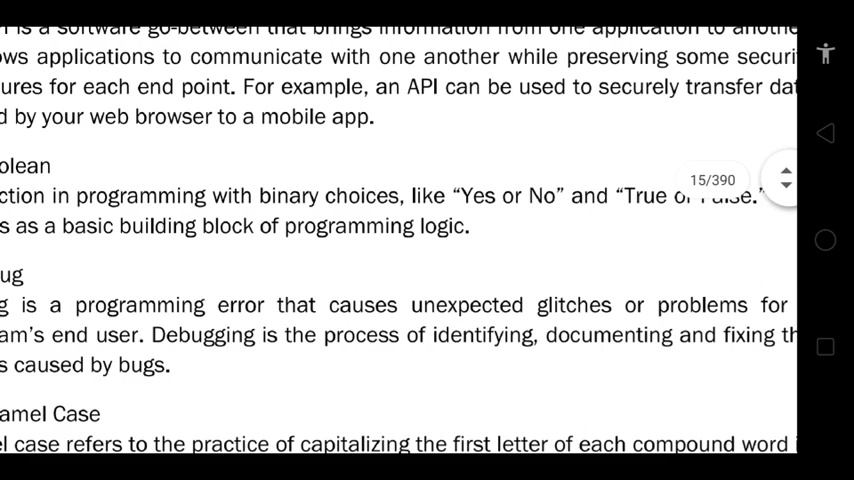 is a software go-between that brings information from one application to anothe
ows applications to communicate with one another while preserving some securit
ures for each end point. For example, an API can be used to securely transfer dat
d by your web browser to a mobile app.
olean
ction in programming with binary choices, like “Yes or No” and “True or False.”
s as a basic building block of programming logic.
15/390
ug
g is a programming error that causes unexpected glitches or problems for
am’s end user. Debugging is the process of identifying, documenting and fixing th
s caused by bugs.
amel Case
el case refers to the practice of capitalizing the first letter of each compound word i